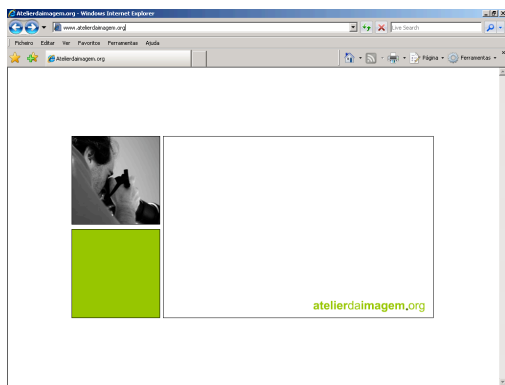 Atelierdaimagem.org - Windows Internet Explorer
www.atelierdaimagem.org
Live Search
Ficheiro Editar Ver Favoritos Ferramentas Ajuda
Atelierdaimagem.org
Página
Ferramentas
atelierdaimagem.org